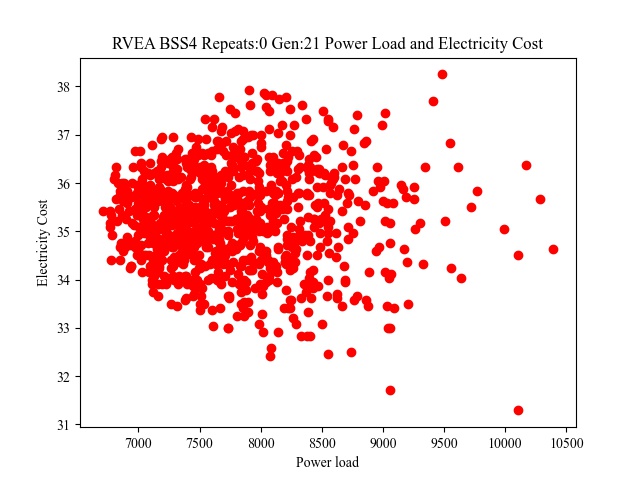 RVEA BSS4 Repeats:0 Gen:21 Power Load and Electricity Cost
38
37
36
35
34
33
32
31
Electricity Cost
7000 7500 8000 8500 9000 9500 10000 10500
Power load